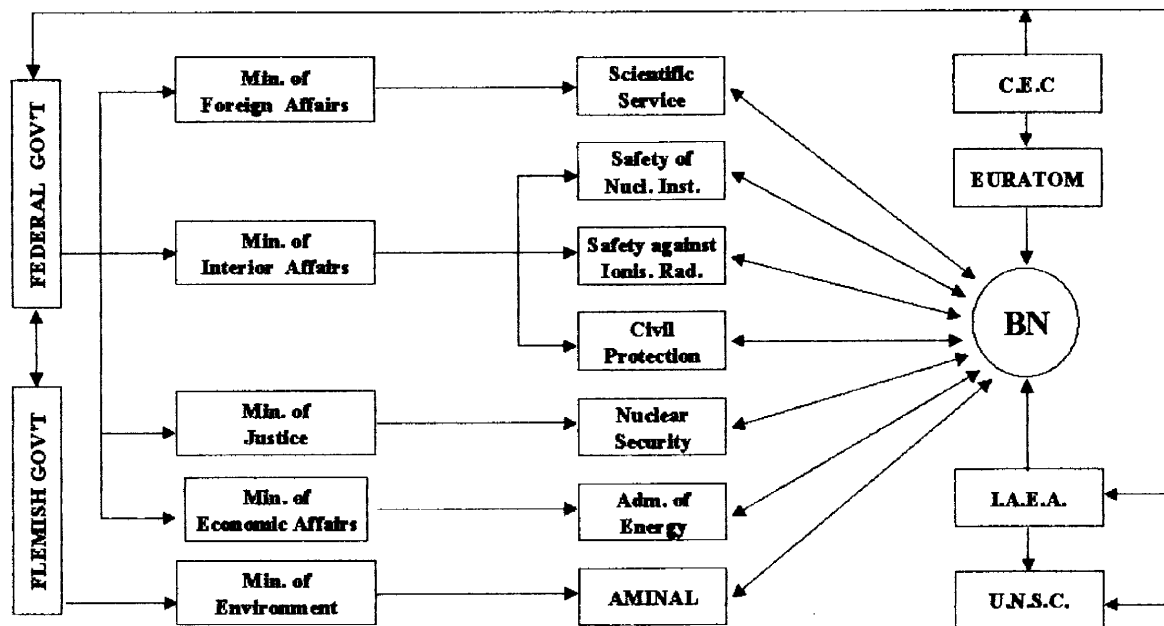 FEDERAL GOV'T
FLEMISH GOV'T
Min. of
Foreign Affairs
Min. of
Interior Affairs
Min. of
Justice
Min. of
Economic Affairs
Min. of
Environment
Scientific
Service
Safety of
Nucl. Inst.
Safety against
Ionis. Rad.
Civil
Protection
Nuclear
Security
Adm. of
Energy
AMINAL
C.E.C
EURATOM
BN
I.A.E.A.
U.N.S.C.